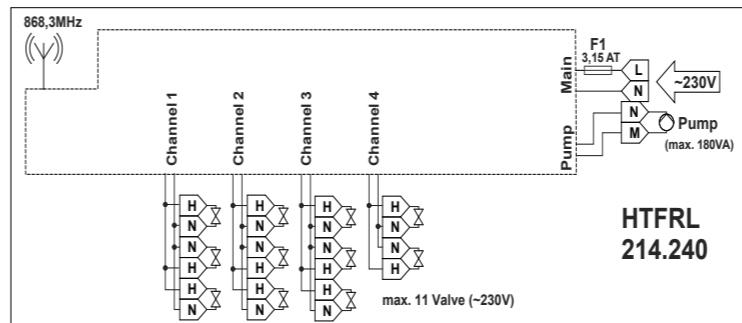 868,3MHz
F1
3,15 AT
Main
L
N
~230V
Pump
N
M
Pump
(max. 180VA)
Channel 1
Channel 2
Channel 3
Channel 4
H
N
N
H
H
N
H
N
N
H
H
N
H
N
N
H
H
N
H
N
N
H
max. 11 Valve (~230V)
HTFRL
214.240